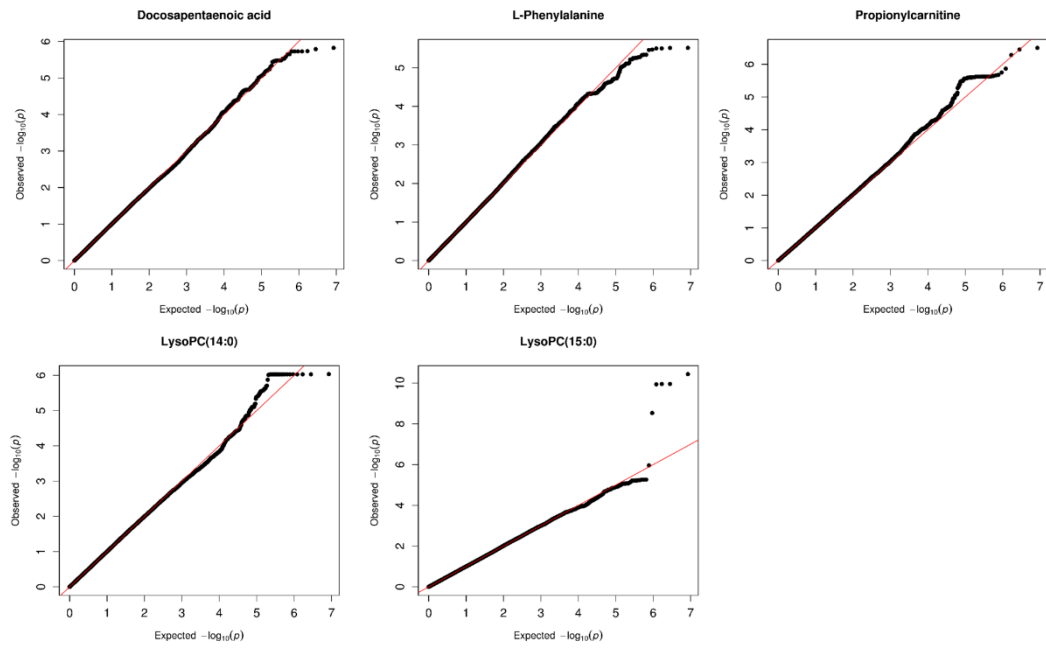 Docosapentaenoic acid
L-Phenylalanine
Propionylcarnitine
Observed −log10(p)
0 1 2 3 4 5 6
0 1 2 3 4 5 6 7
Expected −log10(p)
Observed −log10(p)
0 1 2 3 4 5 6
0 1 2 3 4 5 6 7
Expected −log10(p)
Observed −log10(p)
0 1 2 3 4 5 6
0 1 2 3 4 5 6 7
Expected −log10(p)
LysoPC(14:0)
LysoPC(15:0)
Observed −log10(p)
0 1 2 3 4 5 6
0 1 2 3 4 5 6 7
Expected −log10(p)
Observed −log10(p)
0 2 4 6 8 10
0 1 2 3 4 5 6 7
Expected −log10(p)